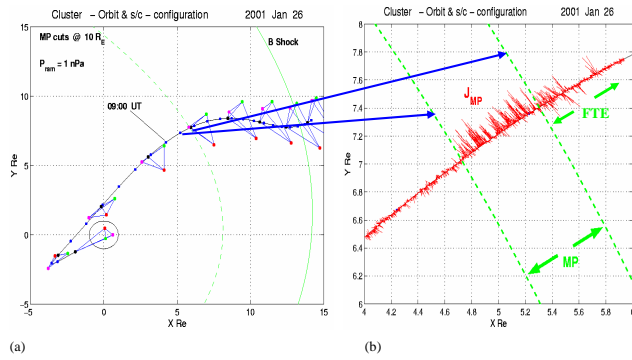 Cluster – Orbit & s/c – configuration 2001 Jan 26
MP cuts @ 10 R_E
P_ram = 1 nPa
B Shock
09:00 UT
15
10
5
0
−5
Y Re
−5 0 5 10 15
X Re
(a)
Cluster – Orbit & s/c – configuration 2001 Jan 26
J_MP
FTE
MP
8
7.8
7.6
7.4
7.2
7
6.8
6.6
6.4
6.2
6
Y Re
4 4.2 4.4 4.6 4.8 5 5.2 5.4 5.6 5.8 6
X Re
(b)